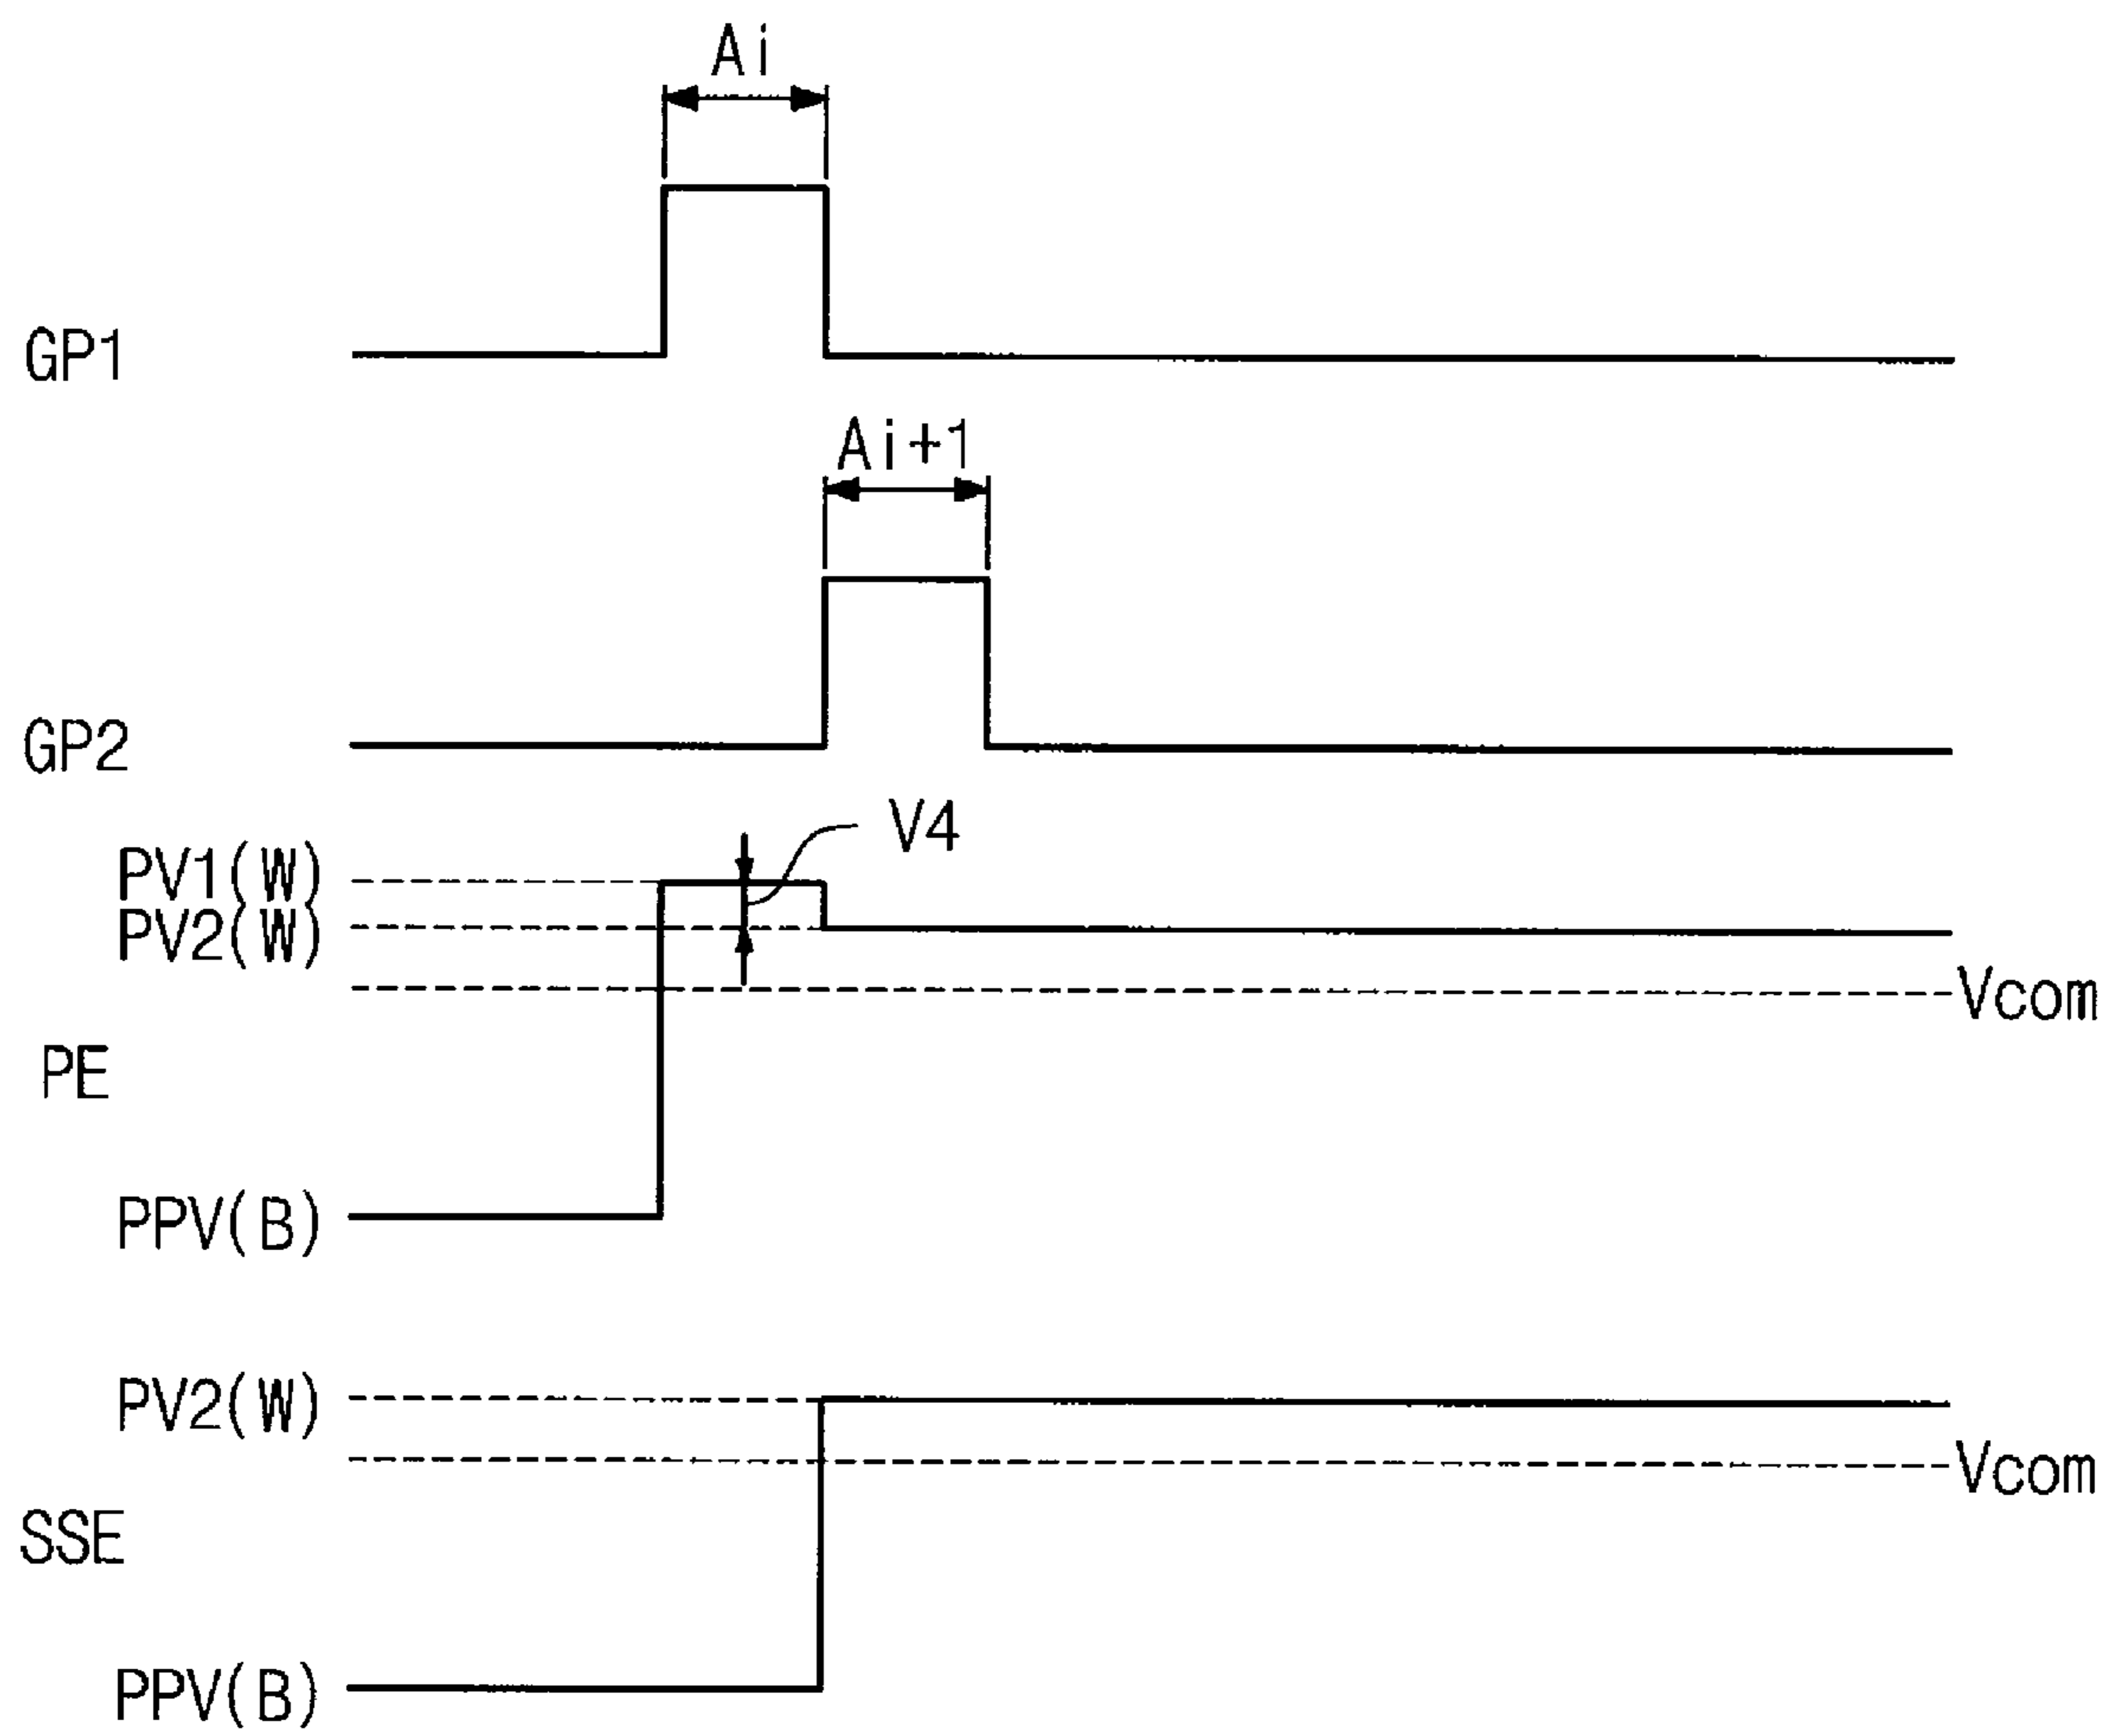 Ai
GP1
Ai+1
GP2
V4
PV1(W)
PV2(W)
Vcom
PE
PPV(B)
PV2(W)
Vcom
SSE
PPV(B)